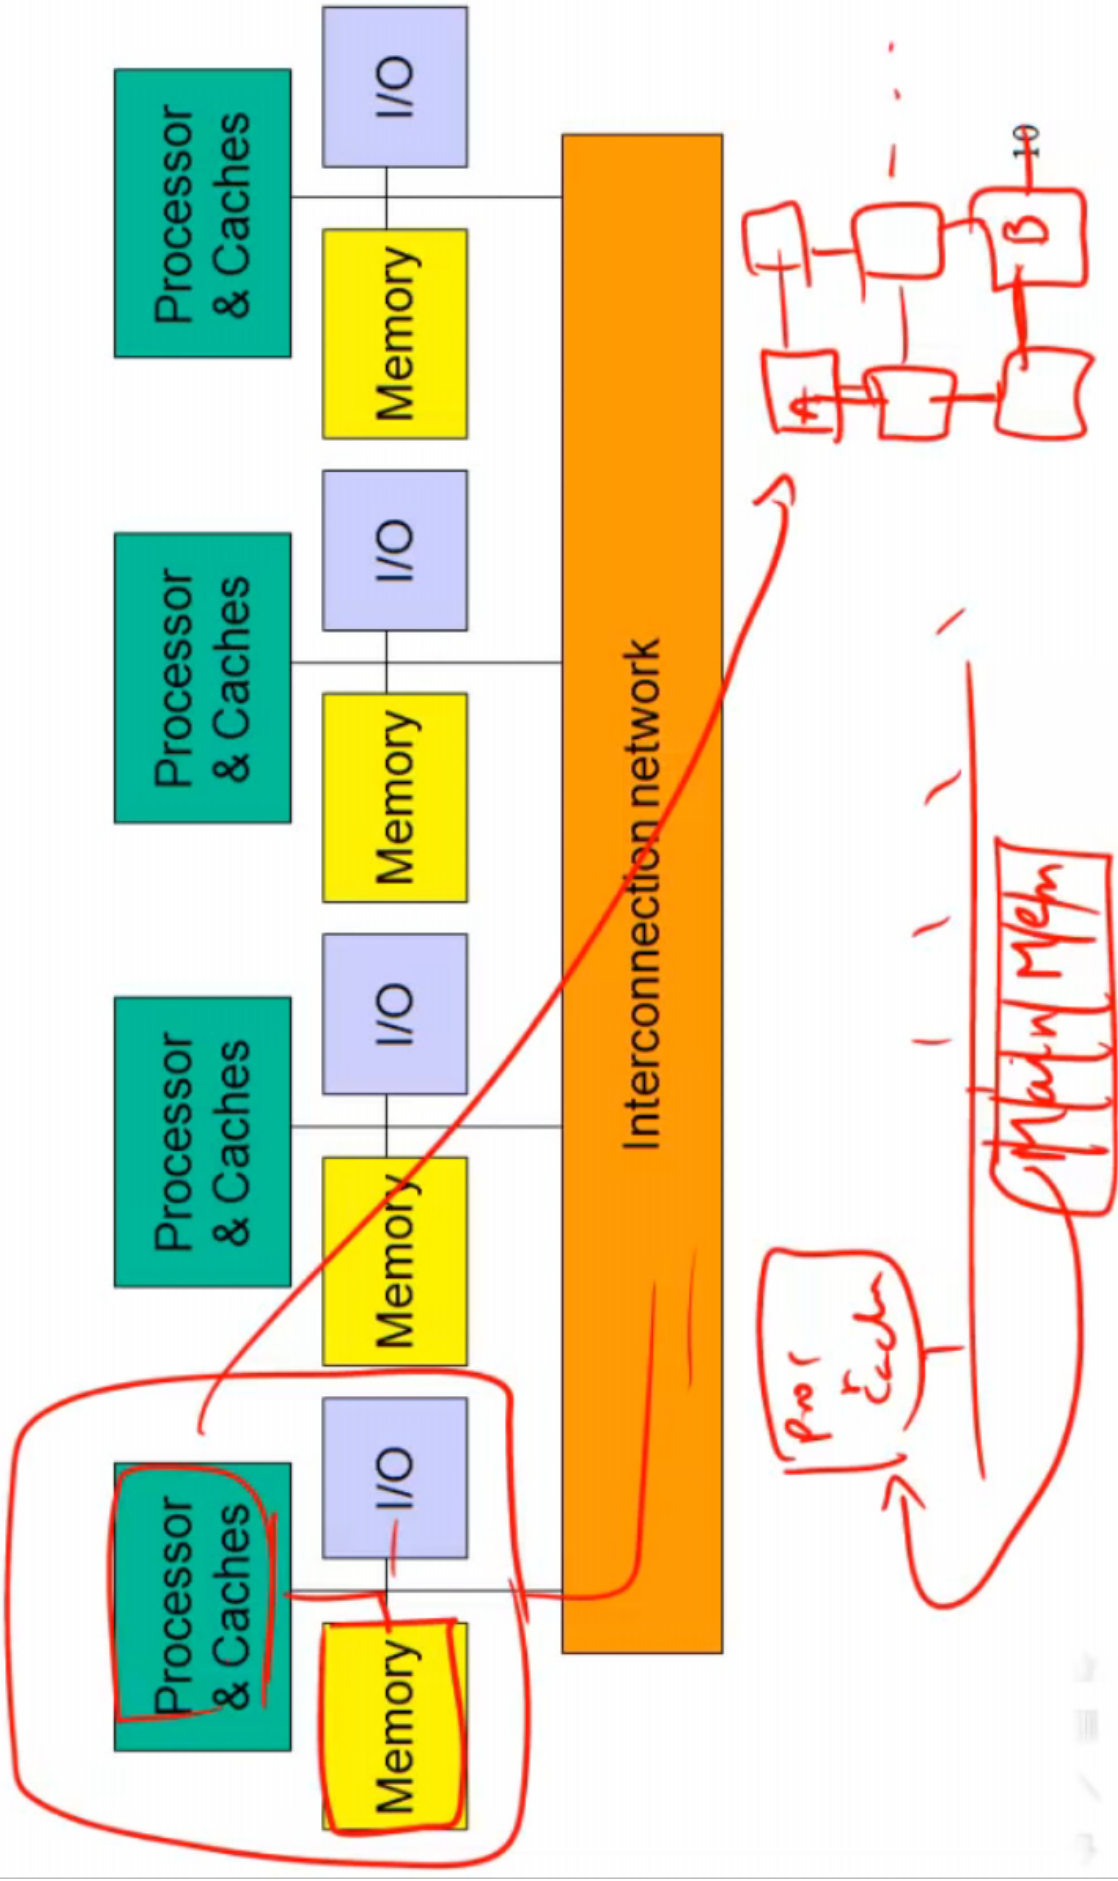 Processor
& Caches
Processor
& Caches
Processor
& Caches
Processor
& Caches
Memory
I/O
Memory
I/O
Memory
I/O
Memory
I/O
Interconnection network
A
B
Main Mem
10